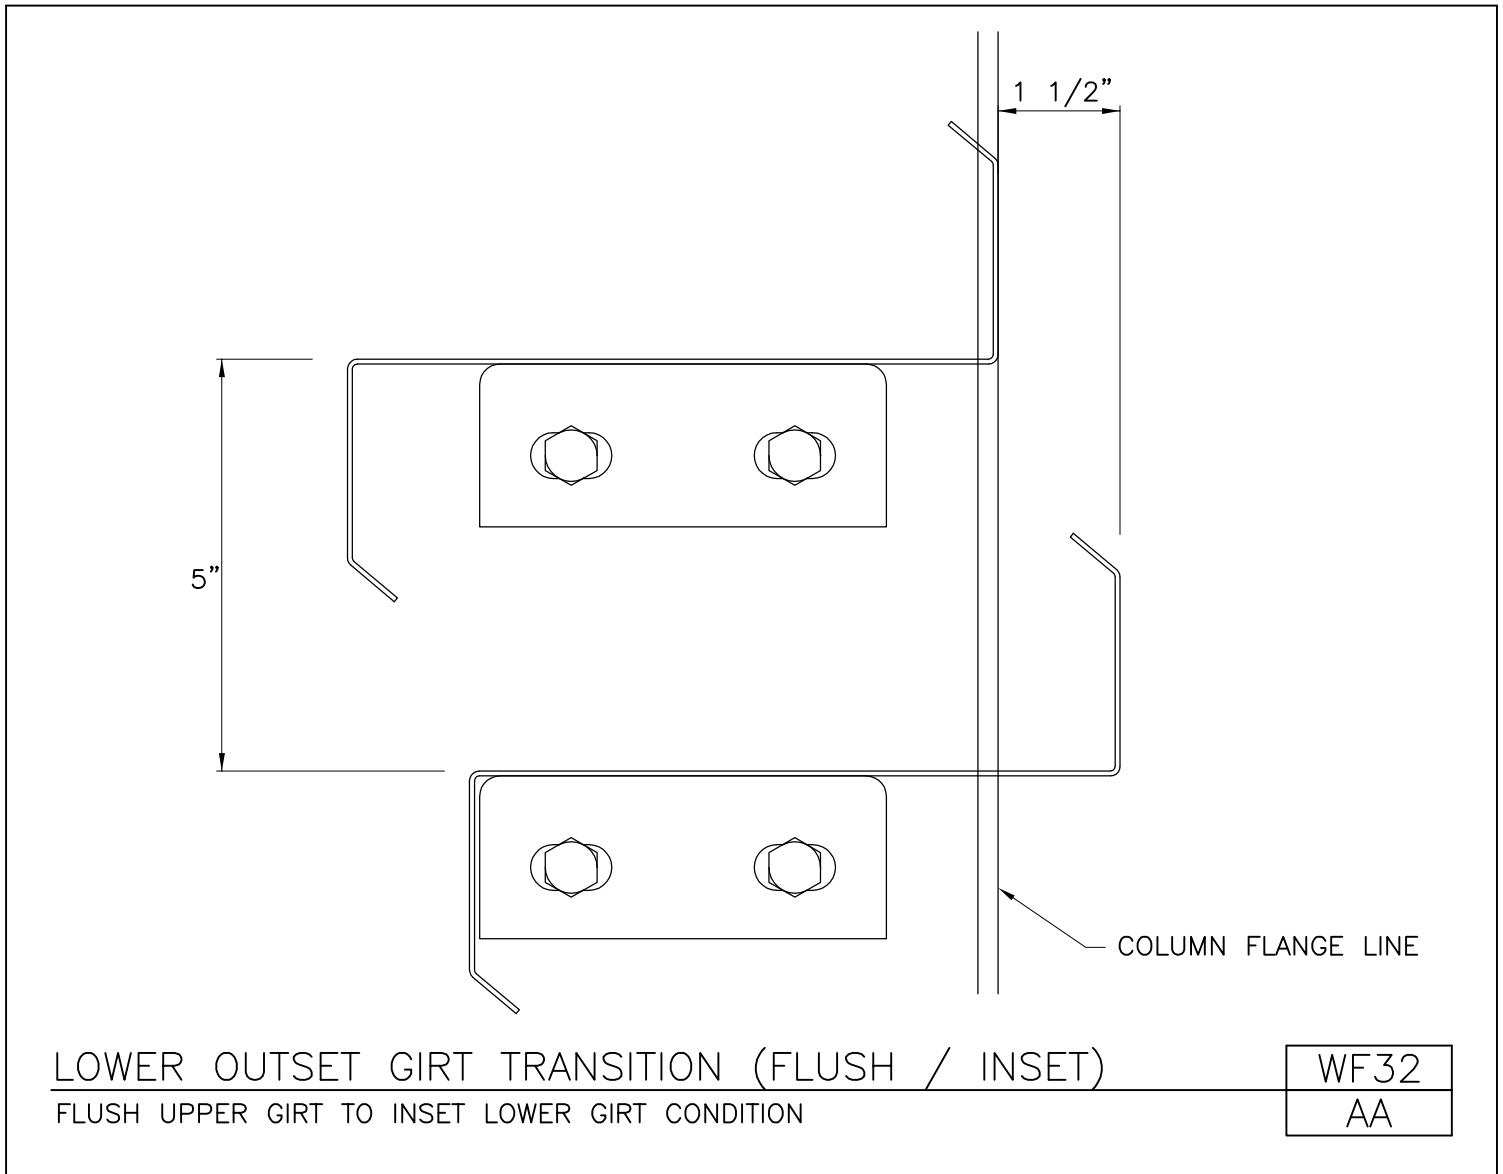 1 1/2”
5”
COLUMN FLANGE LINE
LOWER OUTSET GIRT TRANSITION (FLUSH / INSET)
WF32
FLUSH UPPER GIRT TO INSET LOWER GIRT CONDITION
AA